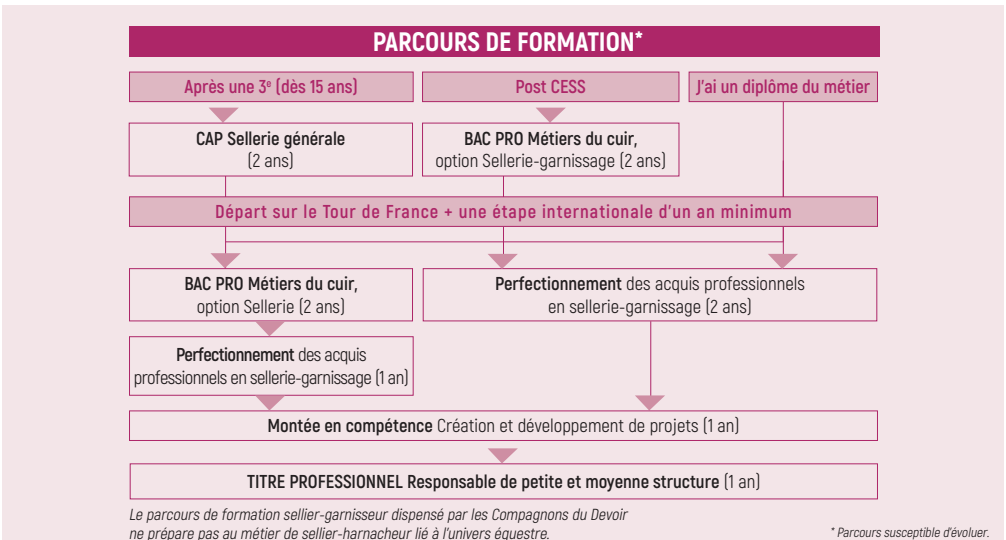 PARCOURS DE FORMATION*
Après une 3e (dès 15 ans)
Post CESS
J'ai un diplôme du métier
CAP Sellerie générale
(2 ans)
BAC PRO Métiers du cuir,
option Sellerie-garnissage (2 ans)
Départ sur le Tour de France + une étape internationale d'un an minimum
BAC PRO Métiers du cuir,
option Sellerie (2 ans)
Perfectionnement des acquis professionnels
en sellerie-garnissage (2 ans)
Perfectionnement des acquis
professionnels en sellerie-garnissage (1 an)
Montée en compétence Création et développement de projets (1 an)
TITRE PROFESSIONNEL Responsable de petite et moyenne structure (1 an)
Le parcours de formation sellier-garnisseur dispensé par les Compagnons du Devoir
ne prépare pas au métier de sellier-harnacheur lié à l'univers équestre.
* Parcours susceptible d'évoluer.